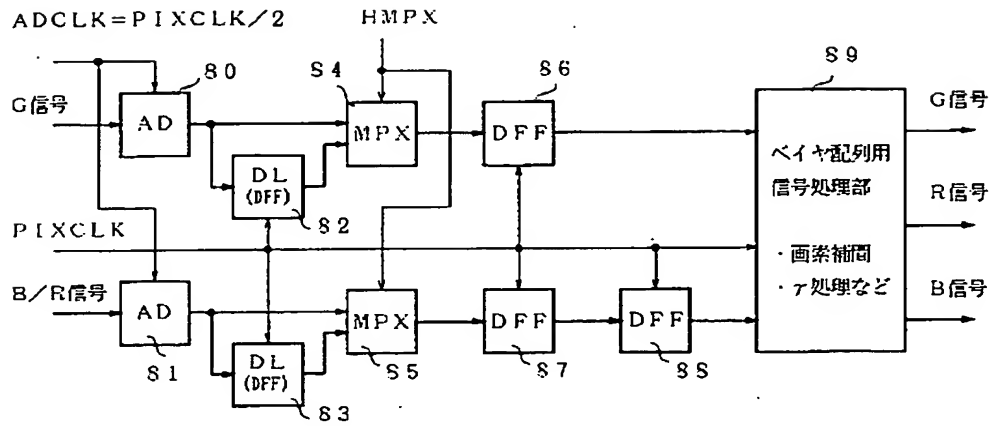 ADCLK=PIXCLK/2
HMPX
80
84
86
89
G信号
AD
MPX
DFF
G信号
DL
(DFF)
82
ベイヤ配列用
信号処理部
R信号
PIXCLK
・画素補間
・γ処理など
B/R信号
AD
MPX
DFF
DFF
B信号
81
DL
(DFF)
83
85
87
88